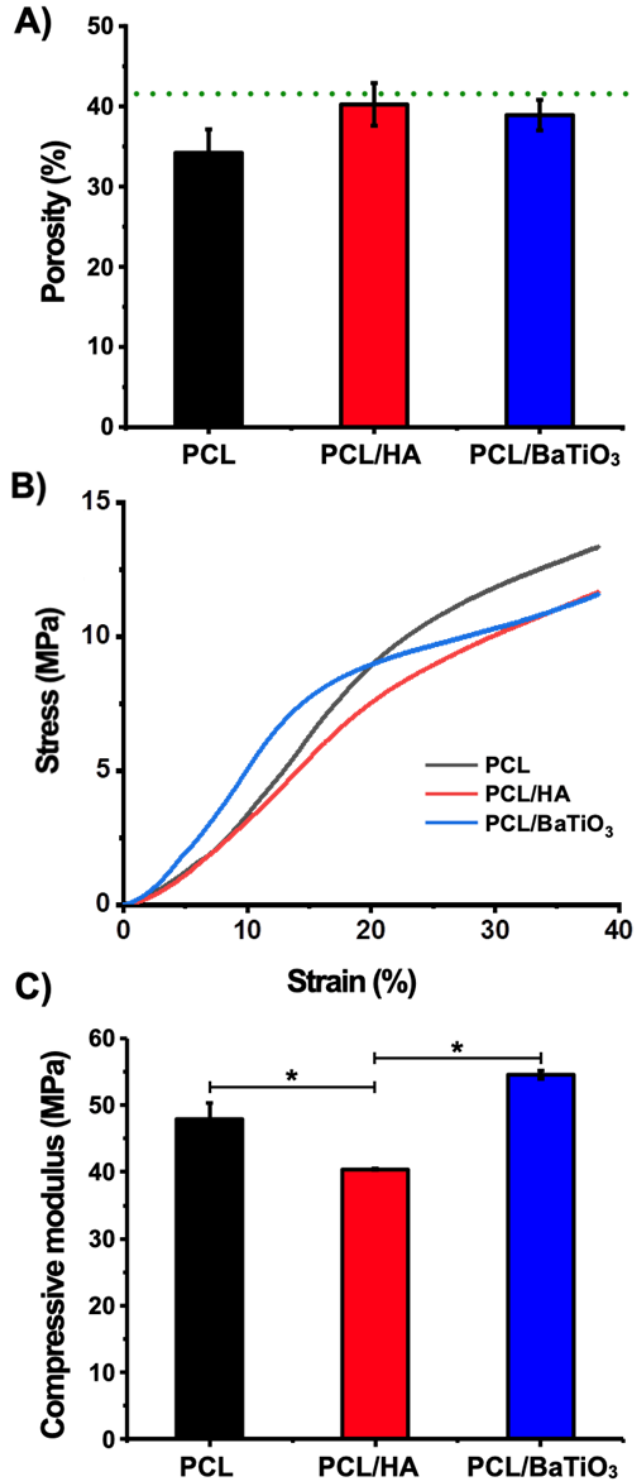 A)
Porosity (%)
50
40
30
20
10
0
PCL PCL/HA PCL/BaTiO₃
B)
Stress (MPa)
15
10
5
0
PCL
PCL/HA
PCL/BaTiO₃
0 10 20 30 40
Strain (%)
C)
Compressive modulus (MPa)
60
50
40
30
20
10
0
*
*
PCL PCL/HA PCL/BaTiO₃